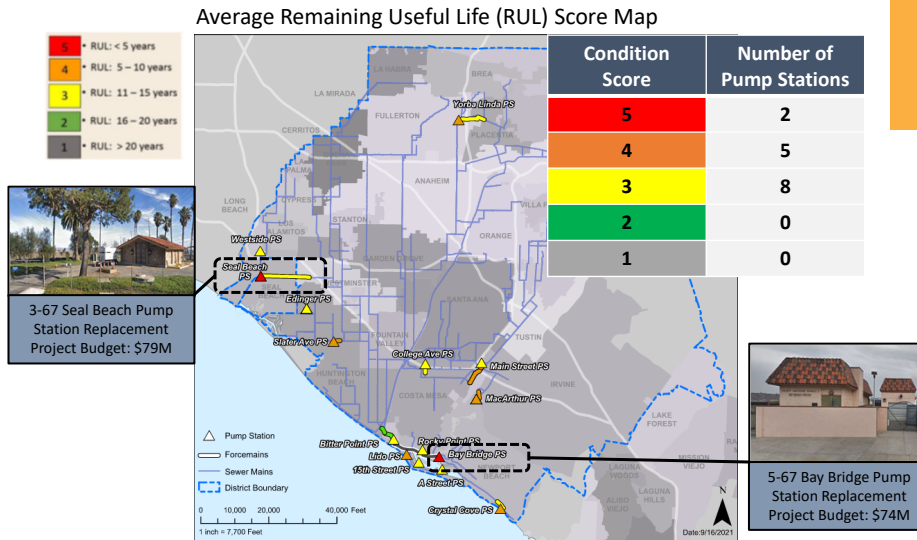 Average Remaining Useful Life (RUL) Score Map
5 • RUL: < 5 years
4 • RUL: 5 – 10 years
3 • RUL: 11 – 15 years
2 • RUL: 16 – 20 years
1 • RUL: > 20 years
Condition Score
Number of Pump Stations
5 2
4 5
3 8
2 0
1 0
LA HABRA
BREA
LA MIRADA
Yorba Linda PS
FULLERTON
PLACENTIA
CERRITOS
LA PALMA
ANAHEIM
CYPRESS
VILLA P
LONG BEACH
LOS ALAMITOS
STANTON
ORANGE
Westside PS
GARDEN GROVE
Seal Beach PS
SEAL BEACH
MINSTER
Edinger PS
SANTA ANA
TUSTIN
Slater Ave PS
FOUNTAIN VALLEY
College Ave PS
Main Street PS
HUNTINGTON BEACH
COSTA MESA
MacArthur PS
IRVINE
LAKE FOREST
Bitter Point PS
Rocky Point PS
Lido PS
Bay Bridge PS
15th Street PS
A Street PS
NEWPORT BEACH
MISSION VIEJO
LAGUNA WOODS
LAGUNA HILLS
ALISO VIEJO
Crystal Cove PS
3-67 Seal Beach Pump
Station Replacement
Project Budget: $79M
5-67 Bay Bridge Pump
Station Replacement
Project Budget: $74M
Pump Station
Forcemains
Sewer Mains
District Boundary
0 10,000 20,000 40,000 Feet
1 inch = 7,700 Feet
N
Date:9/16/2021